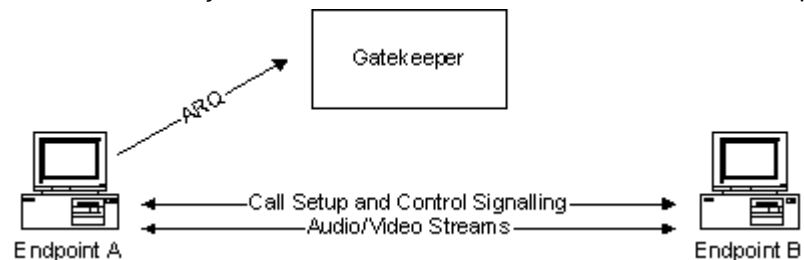 Gatekeeper
ARQ
Call Setup and Control Signalling
Audio/Video Streams
Endpoint A
Endpoint B